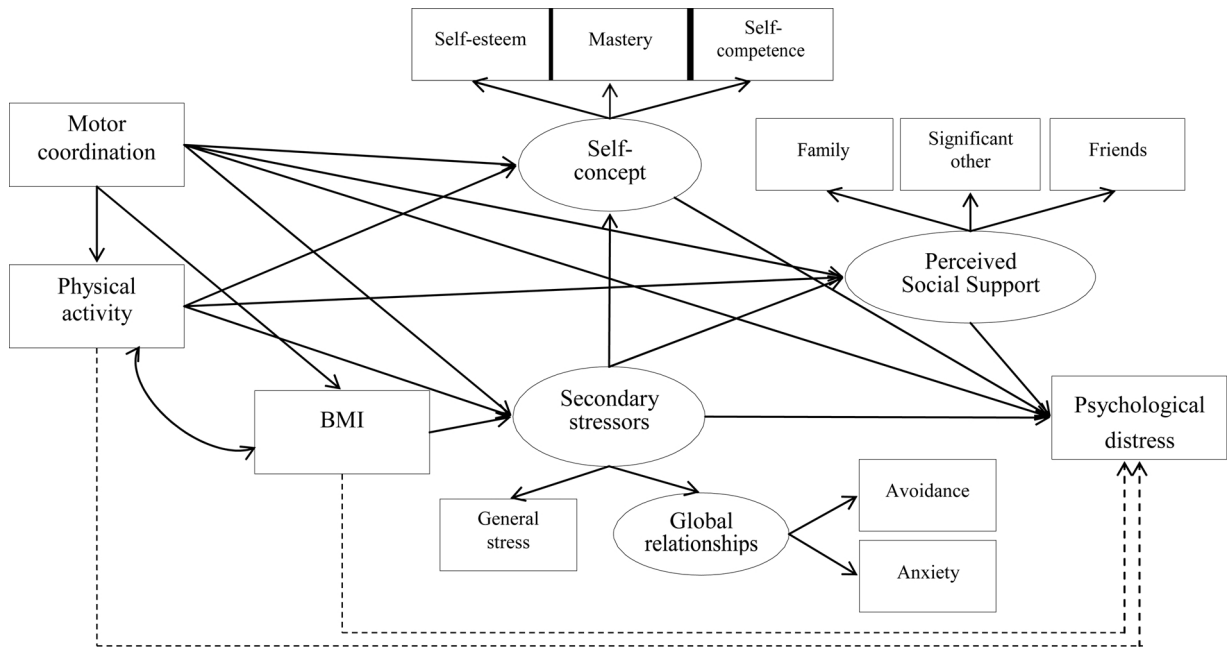 Self-esteem
Mastery
Self-
competence
Motor
coordination
Self-
concept
Family
Significant
other
Friends
Physical
activity
Perceived
Social Support
BMI
Secondary
stressors
Psychological
distress
General
stress
Global
relationships
Avoidance
Anxiety